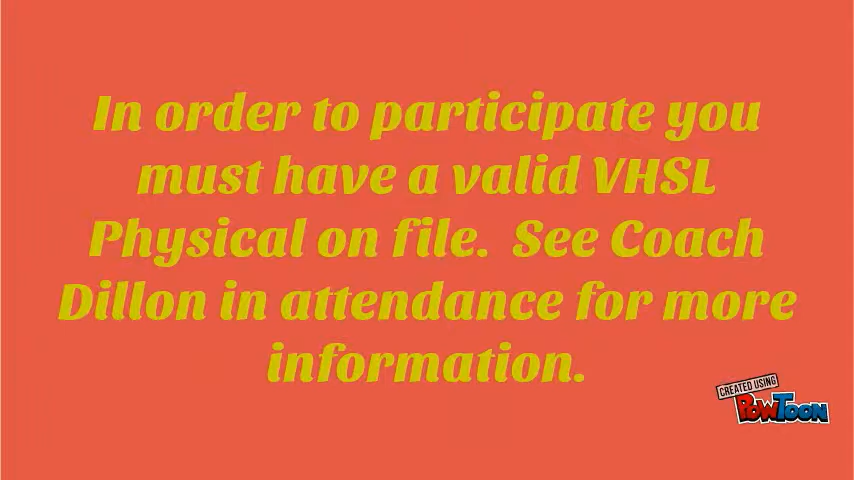 In order to participate you
must have a valid VHSL
Physical on file.  See Coach
Dillon in attendance for more
information.
CREATED USING
POWTOON